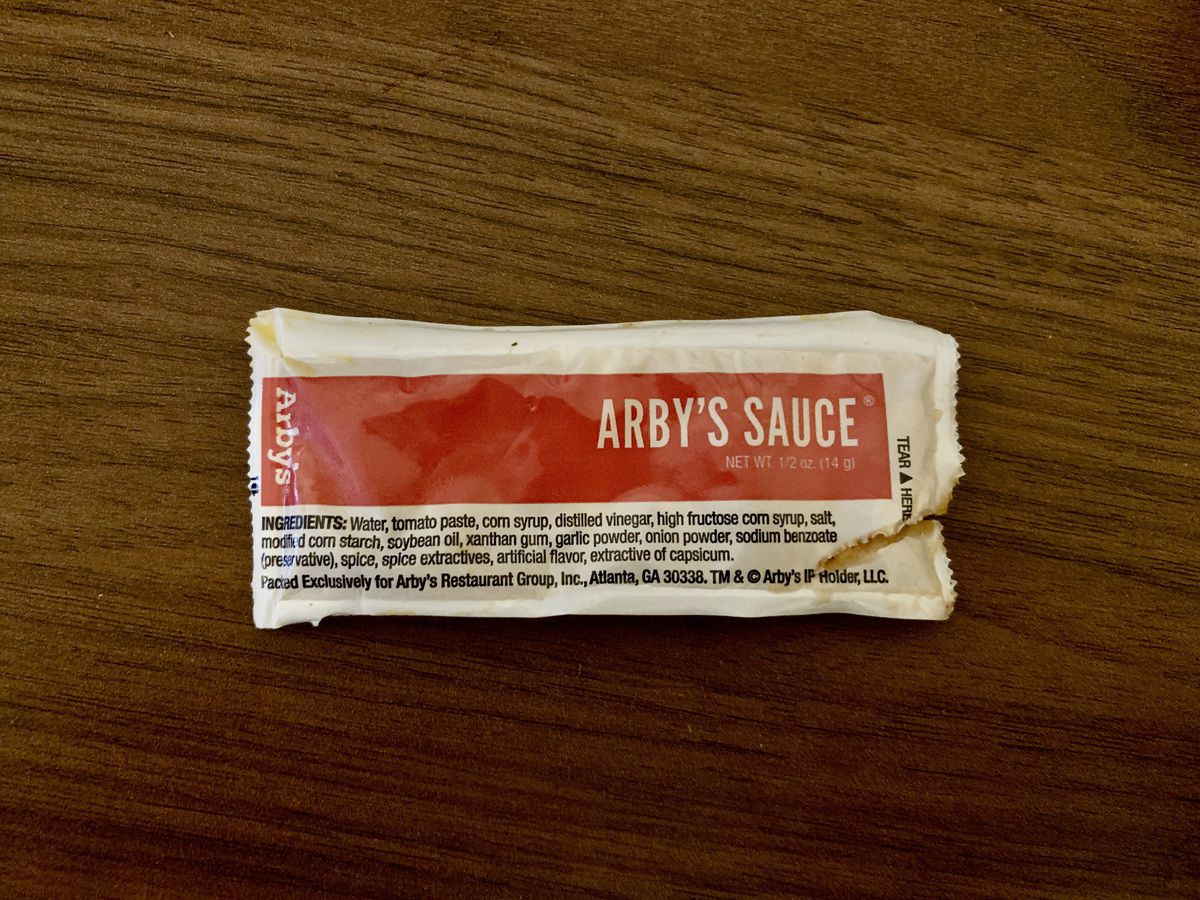 Arby's™
ARBY'S SAUCE®
NET WT. 1/2 oz. (14 g)
TEAR ▲ HERE
INGREDIENTS: Water, tomato paste, corn syrup, distilled vinegar, high fructose corn syrup, salt,
modified corn starch, soybean oil, xanthan gum, garlic powder, onion powder, sodium benzoate
(preservative), spice, spice extractives, artificial flavor, extractive of capsicum.
Packed Exclusively for Arby's Restaurant Group, Inc., Atlanta, GA 30338. TM & © Arby's IP Holder, LLC.